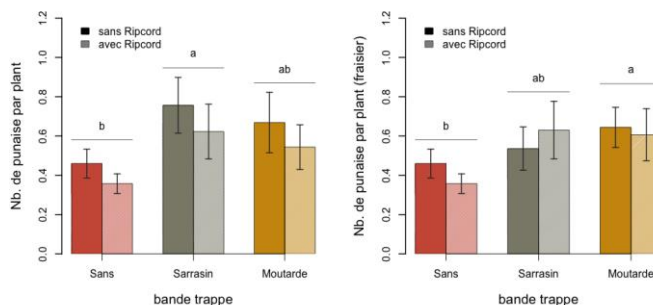 Nb. de punaise par plant
1.2
1.0
0.8
0.6
0.4
0.2
0.0
sans Ripcord
avec Ripcord
b
a
ab
Sans
Sarrasin
Moutarde
bande trappe
Nb. de punaise par plant (fraisier)
1.2
1.0
0.8
0.6
0.4
0.2
0.0
sans Ripcord
avec Ripcord
b
ab
a
Sans
Sarrasin
Moutarde
bande trappe